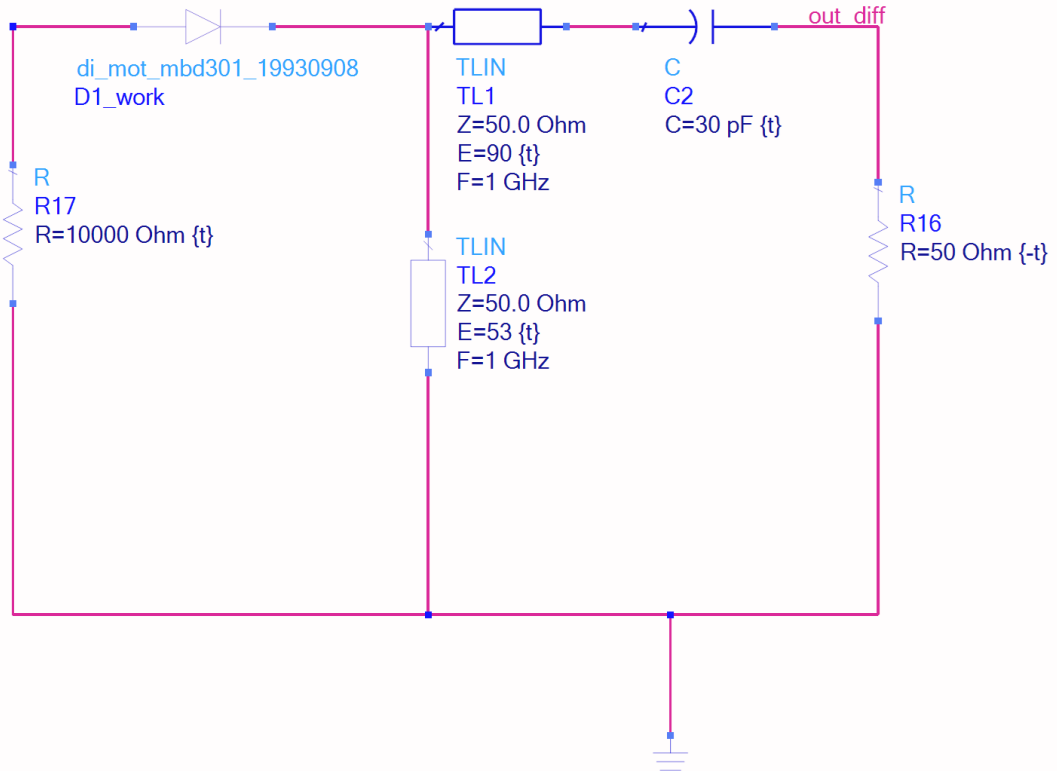 out_diff
di_mot_mbd301_19930908
D1_work
TLIN
TL1
Z=50.0 Ohm
E=90 {t}
F=1 GHz
C
C2
C=30 pF {t}
R
R17
R=10000 Ohm {t}
R
R16
R=50 Ohm {-t}
TLIN
TL2
Z=50.0 Ohm
E=53 {t}
F=1 GHz